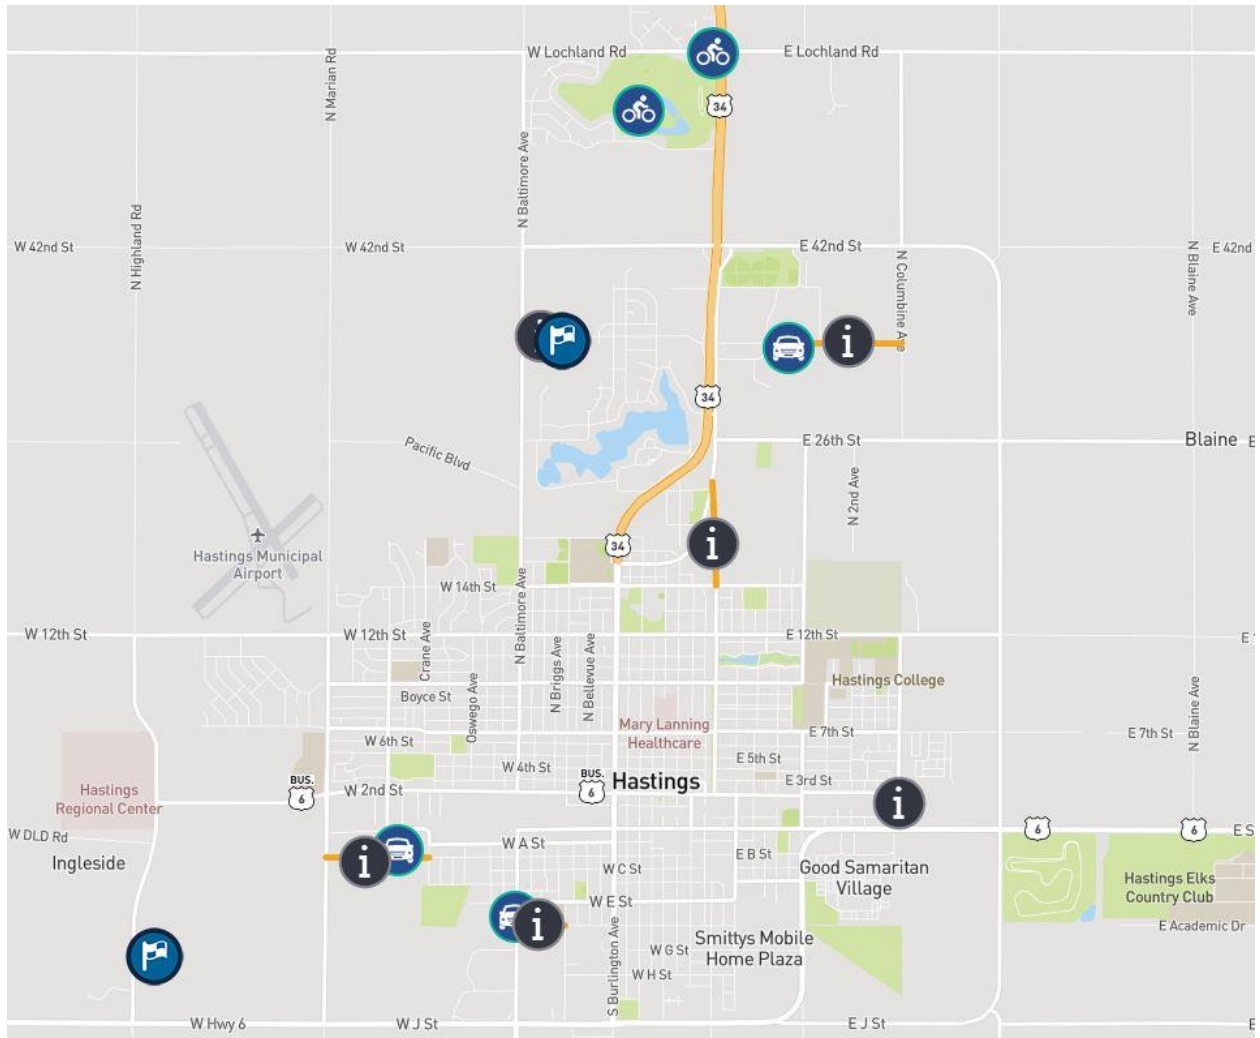 W Lochland Rd
E Lochland Rd
N Marian Rd
34
N Baltimore Ave
N Highland Rd
W 42nd St
W 42nd St
E 42nd St
E 42nd
N Columbine Ave
N Blaine Ave
i
i
34
Pacific Blvd
E 26th St
Blaine
E
N 2nd Ave
Hastings Municipal
Airport
34
i
W 14th St
N Baltimore Ave
W 12th St
W 12th St
E 12th St
Crane Ave
N Briggs Ave
N Bellevue Ave
Oswego Ave
Boyce St
Hastings College
N Blaine Ave
Mary Lanning
Healthcare
W 6th St
E 7th St
E 7th St
W 4th St
E 5th St
BUS.
6
BUS.
6
Hastings
E 3rd St
Hastings
Regional Center
W 2nd St
i
W DLD Rd
6
6
E S
Ingleside
i
W A St
E B St
W C St
Good Samaritan
Village
Hastings Elks
Country Club
W E St
i
S Burlington Ave
E Academic Dr
Smittys Mobile
Home Plaza
W G St
W H St
W Hwy 6
W J St
E J St
E